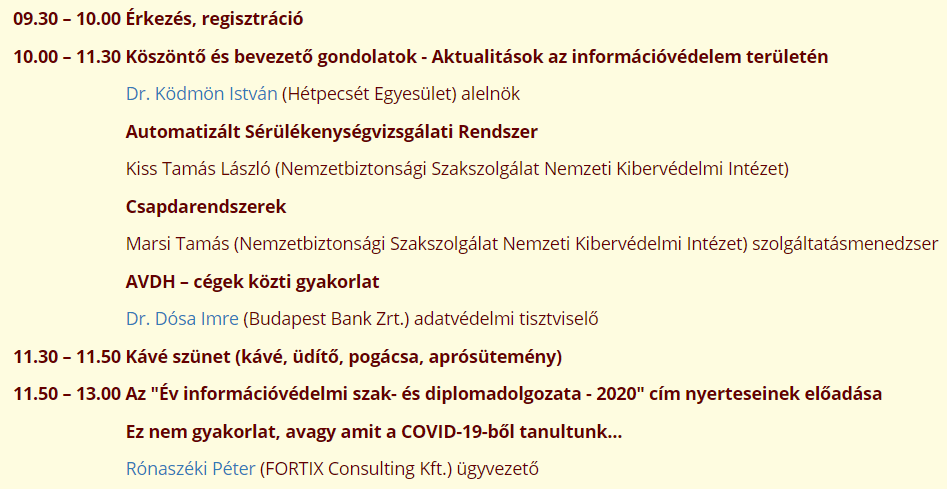 09.30 – 10.00 Érkezés, regisztráció
10.00 – 11.30 Köszöntő és bevezető gondolatok - Aktualitások az információvédelem területén
Dr. Ködmön István (Hétpecsét Egyesület) alelnök
Automatizált Sérülékenységvizsgálati Rendszer
Kiss Tamás László (Nemzetbiztonsági Szakszolgálat Nemzeti Kibervédelmi Intézet)
Csapdarendszerek
Marsi Tamás (Nemzetbiztonsági Szakszolgálat Nemzeti Kibervédelmi Intézet) szolgáltatásmenedzser
AVDH – cégek közti gyakorlat
Dr. Dósa Imre (Budapest Bank Zrt.) adatvédelmi tisztviselő
11.30 – 11.50 Kávé szünet (kávé, üdítő, pogácsa, aprósütemény)
11.50 – 13.00 Az "Év információvédelmi szak- és diplomadolgozata - 2020" cím nyerteseinek előadása
Ez nem gyakorlat, avagy amit a COVID-19-ből tanultunk...
Rónaszéki Péter (FORTIX Consulting Kft.) ügyvezető